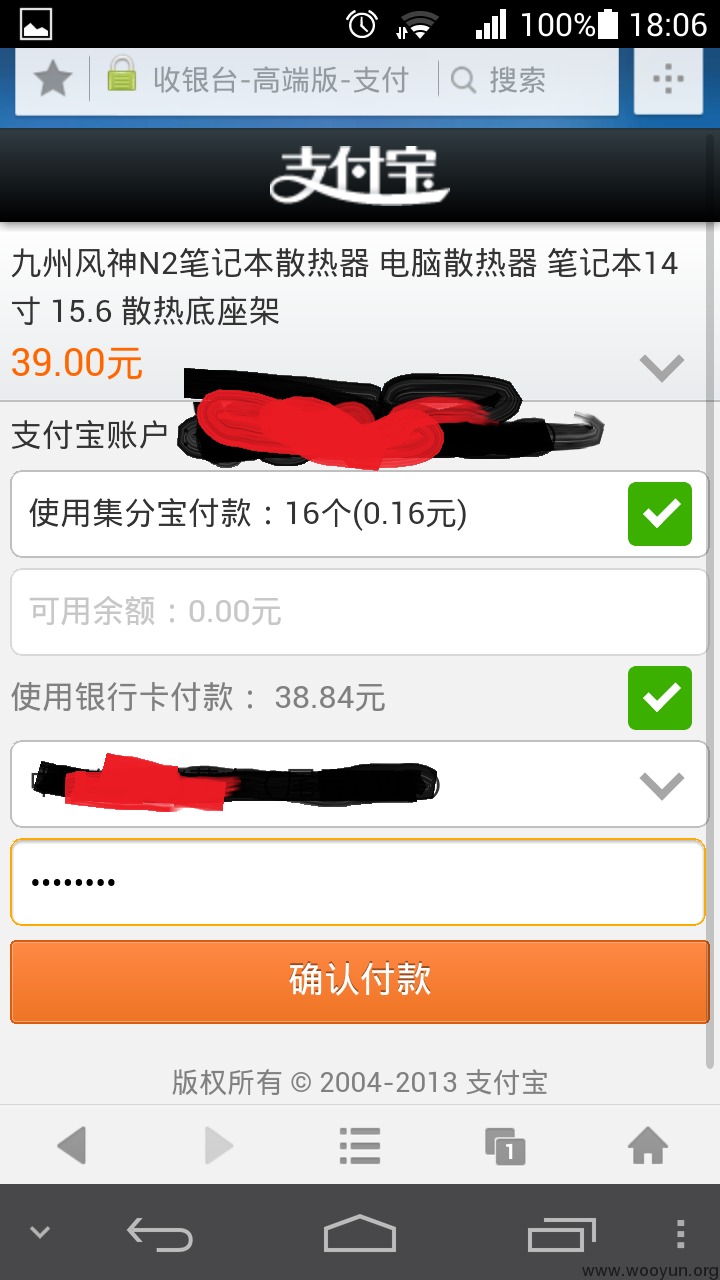 100% 18:06
收银台-高端版-支付 搜索
支付宝
九州风神N2笔记本散热器 电脑散热器 笔记本14
寸 15.6 散热底座架
39.00元
支付宝账户
使用集分宝付款：16个(0.16元)
可用余额：0.00元
使用银行卡付款： 38.84元
••••••••
确认付款
版权所有 © 2004-2013 支付宝
1
www.wooyun.org